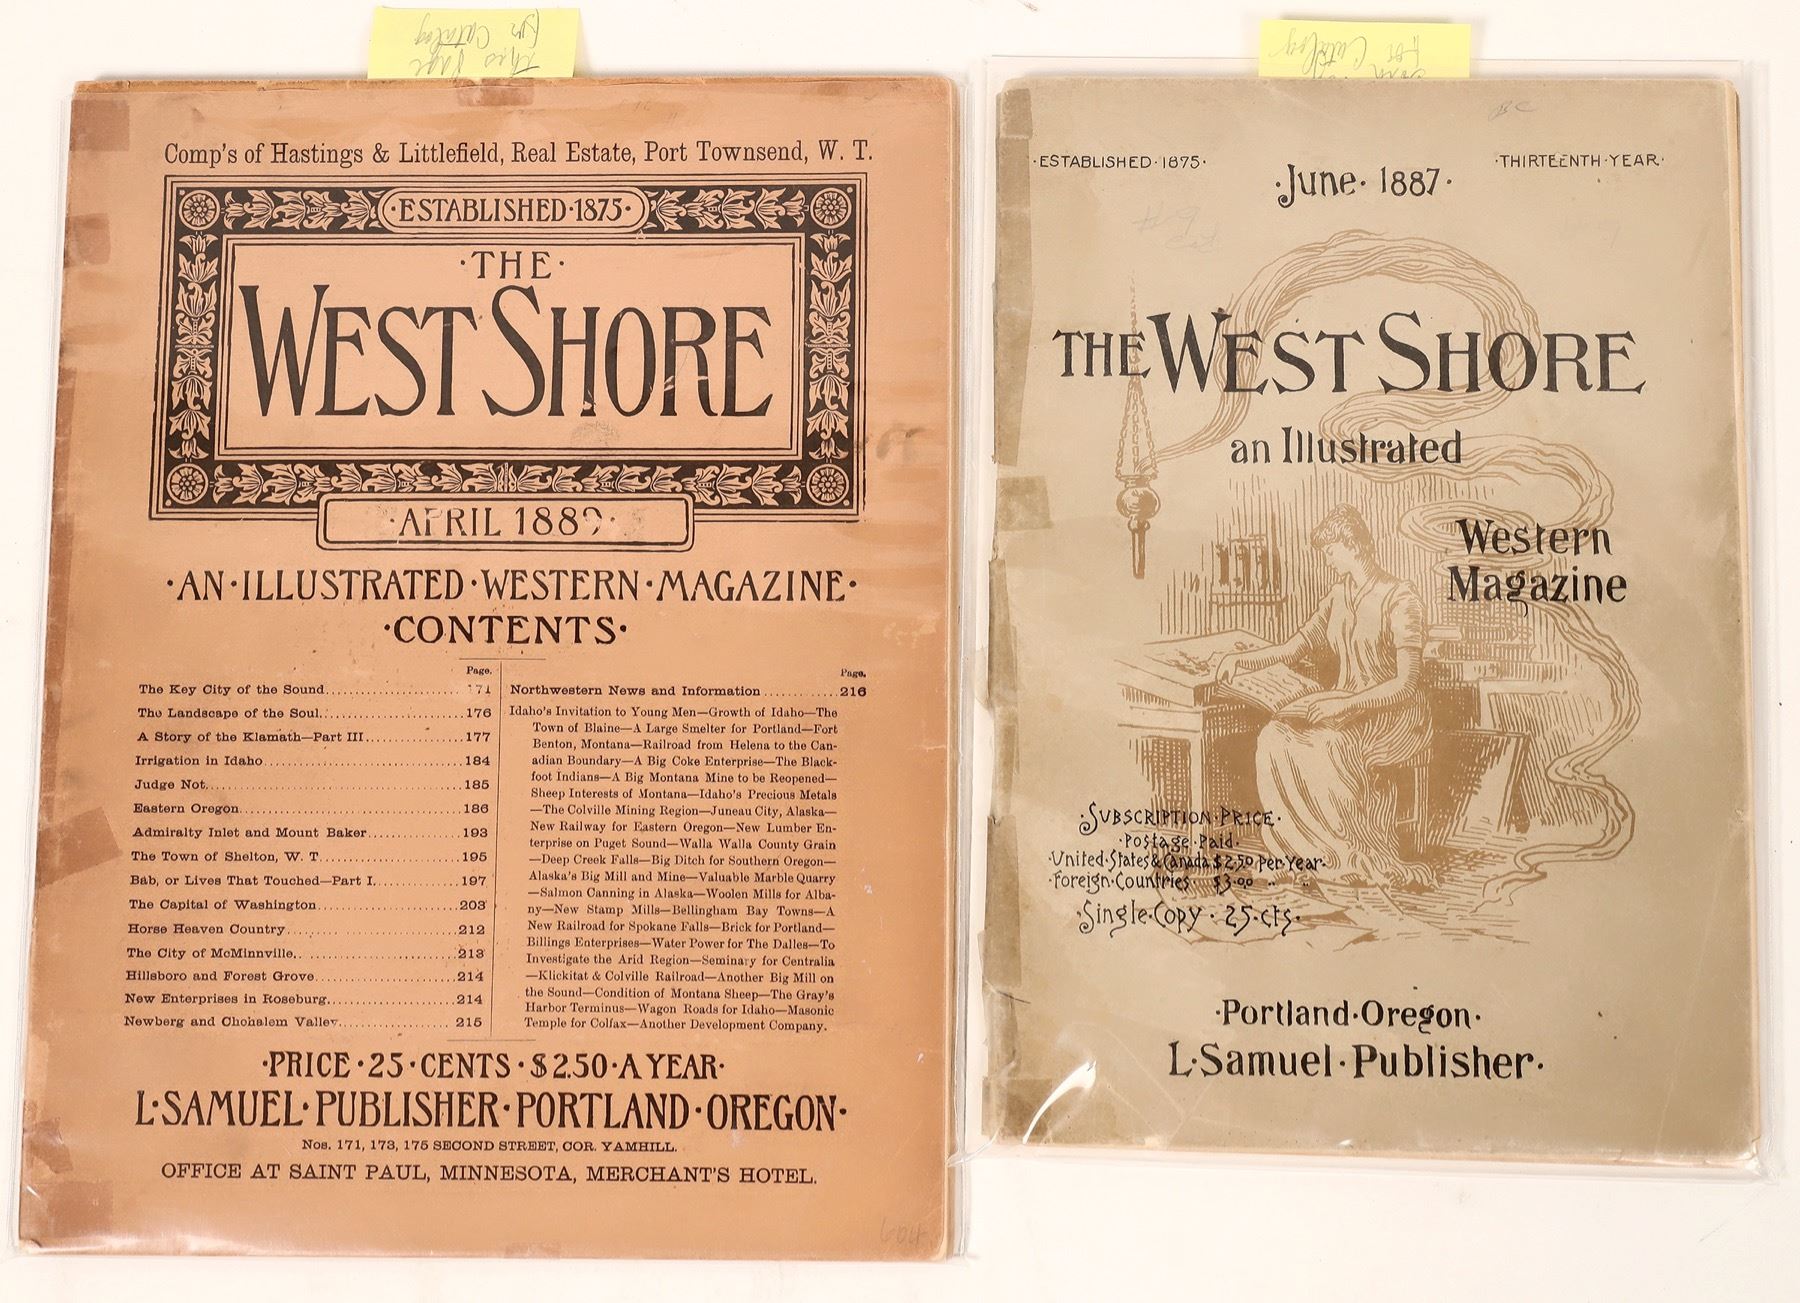 This Page
for Catalog
Comp's of Hastings & Littlefield, Real Estate, Port Townsend, W. T.
·ESTABLISHED·1875·
·THE·
WEST SHORE
·APRIL 1889·
·AN·ILLUSTRATED·WESTERN·MAGAZINE·
·CONTENTS·
Page.
The Key City of the Sound 171
The Landscape of the Soul 176
A Story of the Klamath—Part III 177
Irrigation in Idaho 184
Judge Not 185
Eastern Oregon 186
Admiralty Inlet and Mount Baker 193
The Town of Shelton, W. T. 195
Bab, or Lives That Touched—Part I 197
The Capital of Washington 203
Horse Heaven Country 212
The City of McMinnville 213
Hillsboro and Forest Grove 214
New Enterprises in Roseburg 214
Newberg and Chehalem Valley 215
Page.
Northwestern News and Information 216
Idaho's Invitation to Young Men—Growth of Idaho—The
Town of Blaine—A Large Smelter for Portland—Fort
Benton, Montana—Railroad from Helena to the Can-
adian Boundary—A Big Coke Enterprise—The Black-
foot Indians—A Big Montana Mine to be Reopened—
Sheep Interests of Montana—Idaho's Precious Metals
—The Colville Mining Region—Juneau City, Alaska—
New Railway for Eastern Oregon—New Lumber En-
terprise on Puget Sound—Walla Walla County Grain
—Deep Creek Falls—Big Ditch for Southern Oregon—
Alaska's Big Mill and Mine—Valuable Marble Quarry
—Salmon Canning in Alaska—Woolen Mills for Alba-
ny—New Stamp Mills—Bellingham Bay Towns—A
New Railroad for Spokane Falls—Brick for Portland—
Billings Enterprises—Water Power for The Dalles—To
Investigate the Arid Region—Seminary for Centralia
—Klickitat & Colville Railroad—Another Big Mill on
the Sound—Condition of Montana Sheep—The Gray's
Harbor Terminus—Wagon Roads for Idaho—Masonic
Temple for Colfax—Another Development Company.
·PRICE·25·CENTS·$2.50·A YEAR·
L·SAMUEL·PUBLISHER·PORTLAND·OREGON·
Nos. 171, 173, 175 SECOND STREET, COR. YAMHILL.
OFFICE AT SAINT PAUL, MINNESOTA, MERCHANT'S HOTEL.
For Catalog
·ESTABLISHED·1875·
·THIRTEENTH·YEAR·
·June·1887·
THE WEST SHORE
an Illustrated
Western
Magazine
·Subscription·Price·
·Postage·Paid·
·United·States&Canada $2.50 Per·Year·
·Foreign·Countries $3.00 " "
·Single·Copy·25·cts·
·Portland·Oregon·
L·Samuel·Publisher·